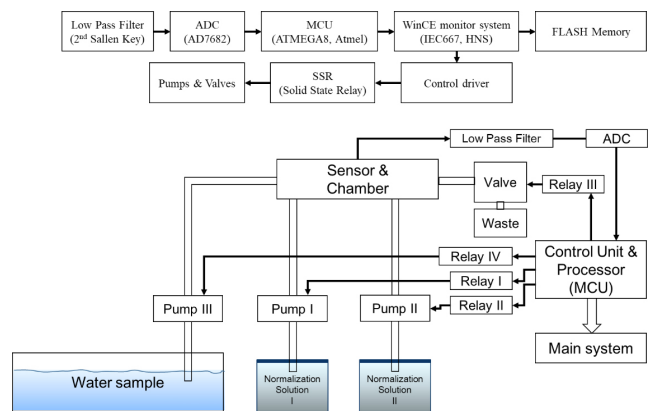 Low Pass Filter
(2nd Sallen Key)
ADC
(AD7682)
MCU
(ATMEGA8, Atmel)
WinCE monitor system
(IEC667, HNS)
FLASH Memory
Pumps & Valves
SSR
(Solid State Relay)
Control driver
Low Pass Filter
ADC
Sensor &
Chamber
Valve
Relay III
Waste
Relay IV
Control Unit &
Processor
(MCU)
Relay I
Pump III
Pump I
Pump II
Relay II
Main system
Water sample
Normalization
Solution
I
Normalization
Solution
II